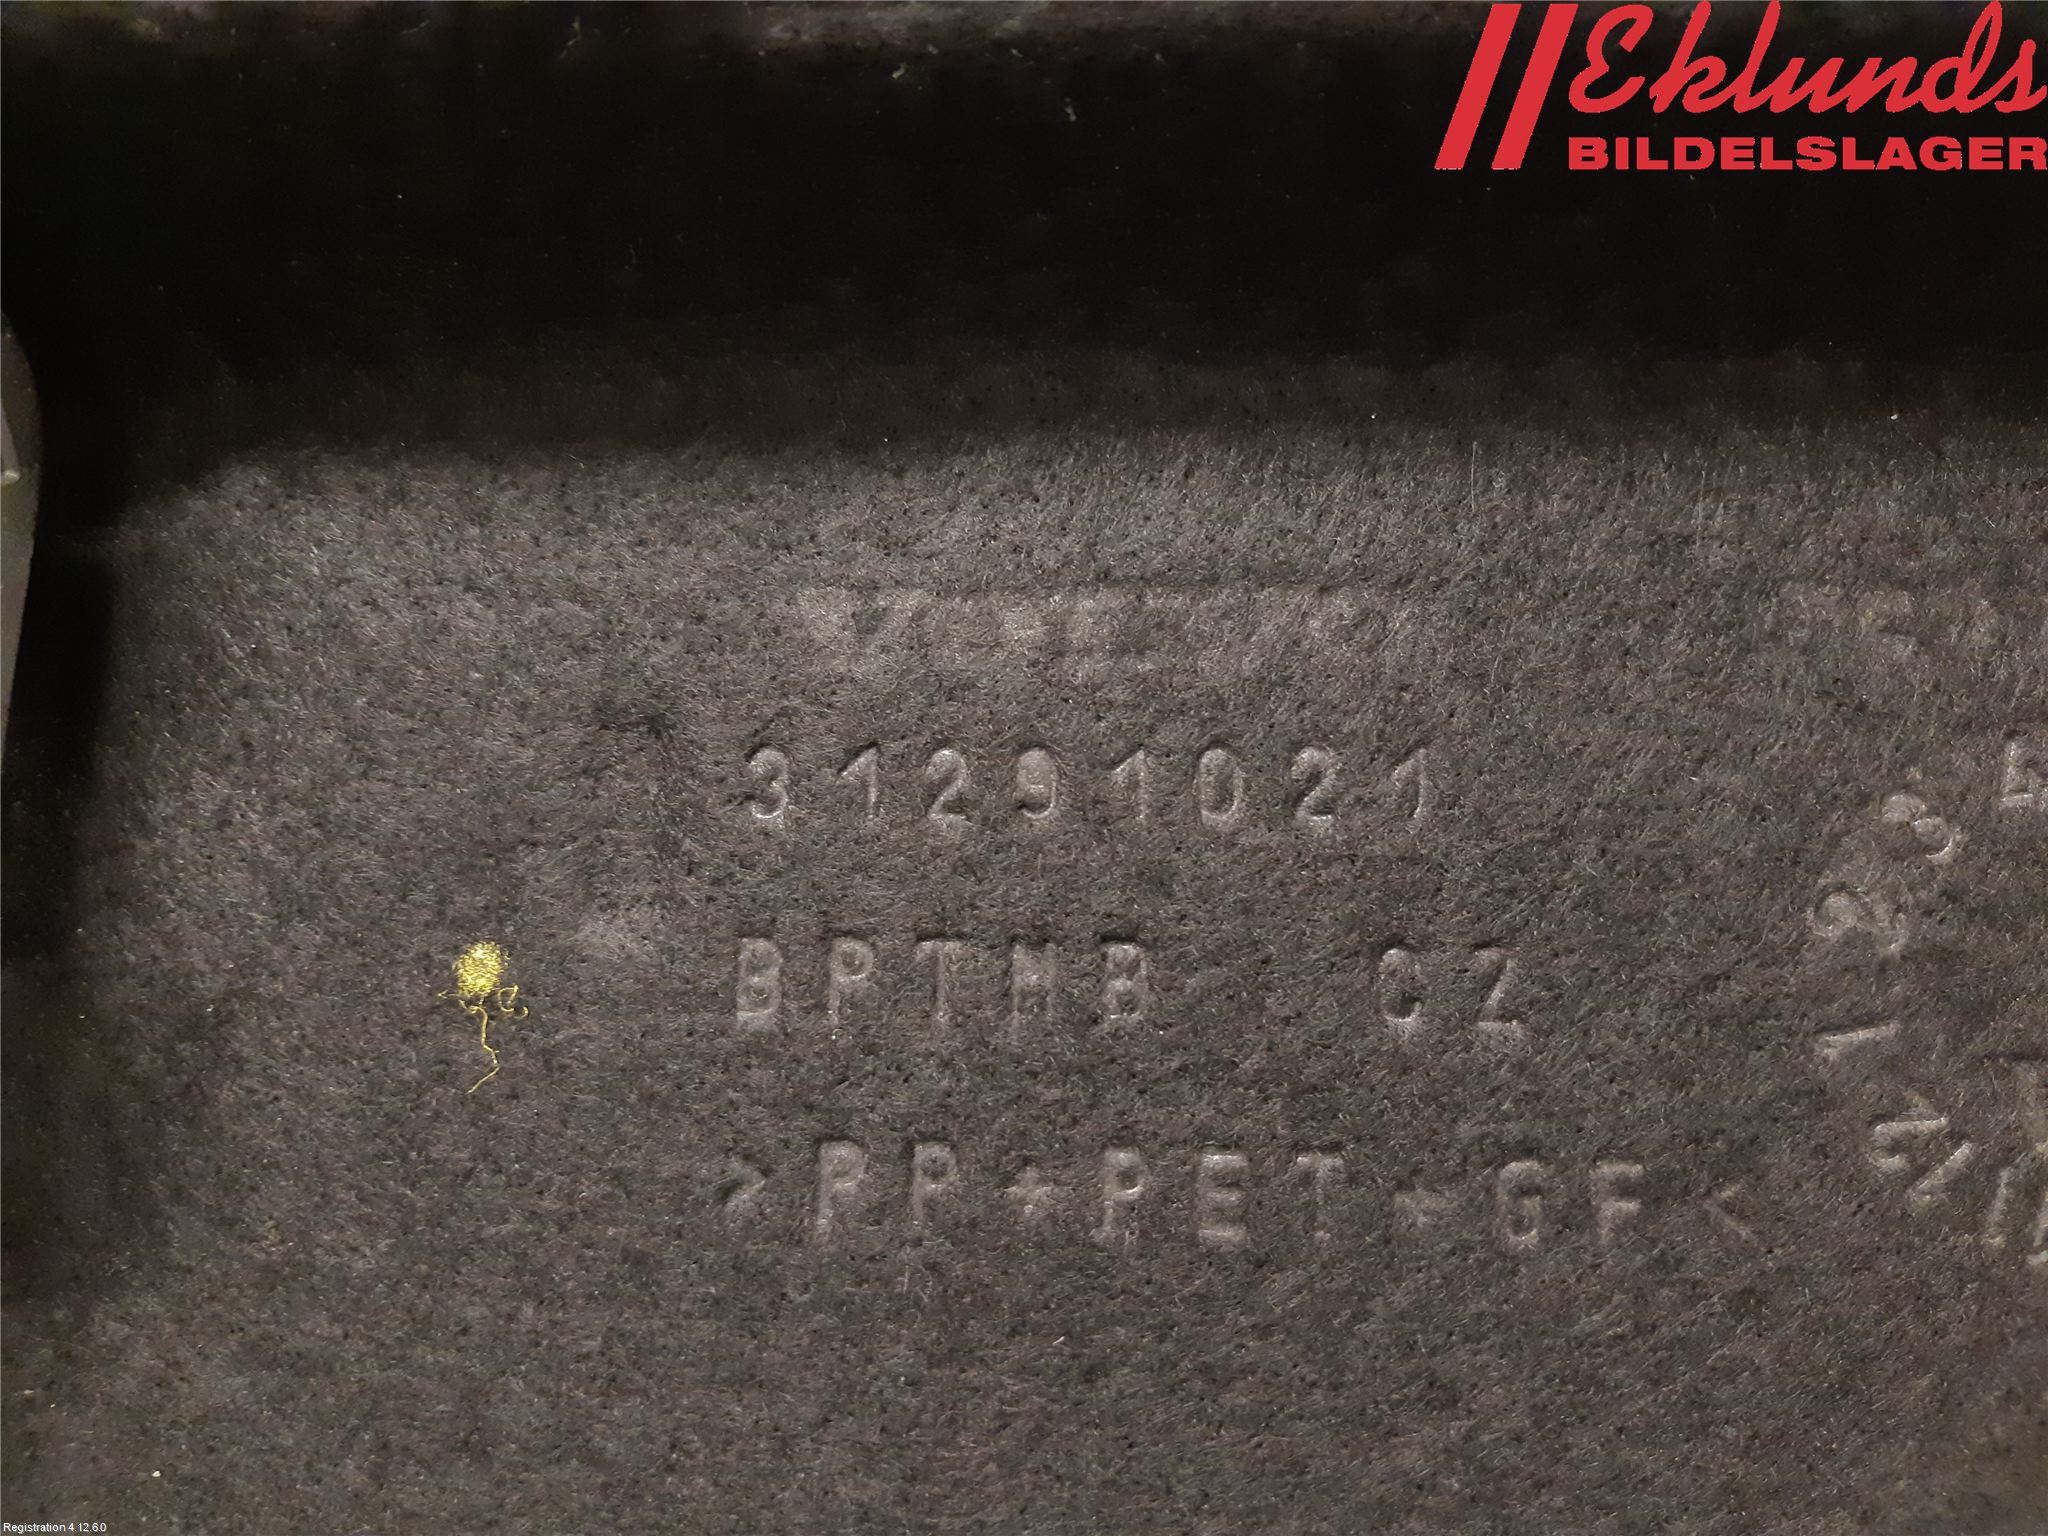 Eklunds
BILDELSLAGER
31291021
BPTMB CZ
>PP+PET-GF<
Registration 4.12.6.0